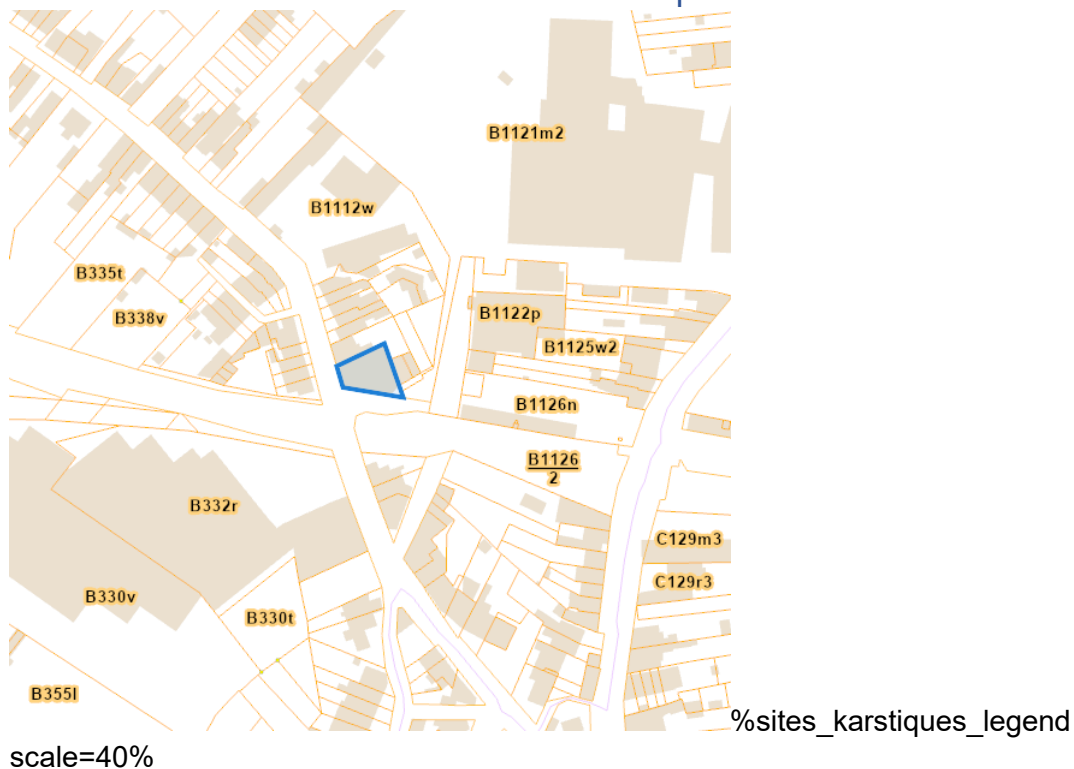 B1121m2
B1112w
B335t
B338v
B1122p
B1125w2
B1126n
B1126
2
B332r
C129m3
C129r3
B330v
B330t
B355l
%sites_karstiques_legend
scale=40%